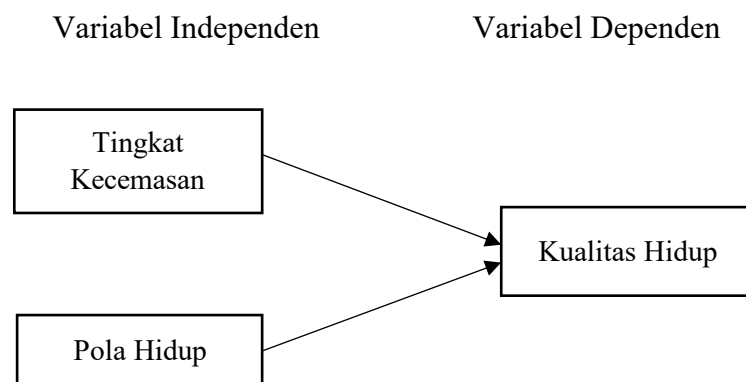 Variabel Independen
Variabel Dependen
Tingkat
Kecemasan
Kualitas Hidup
Pola Hidup